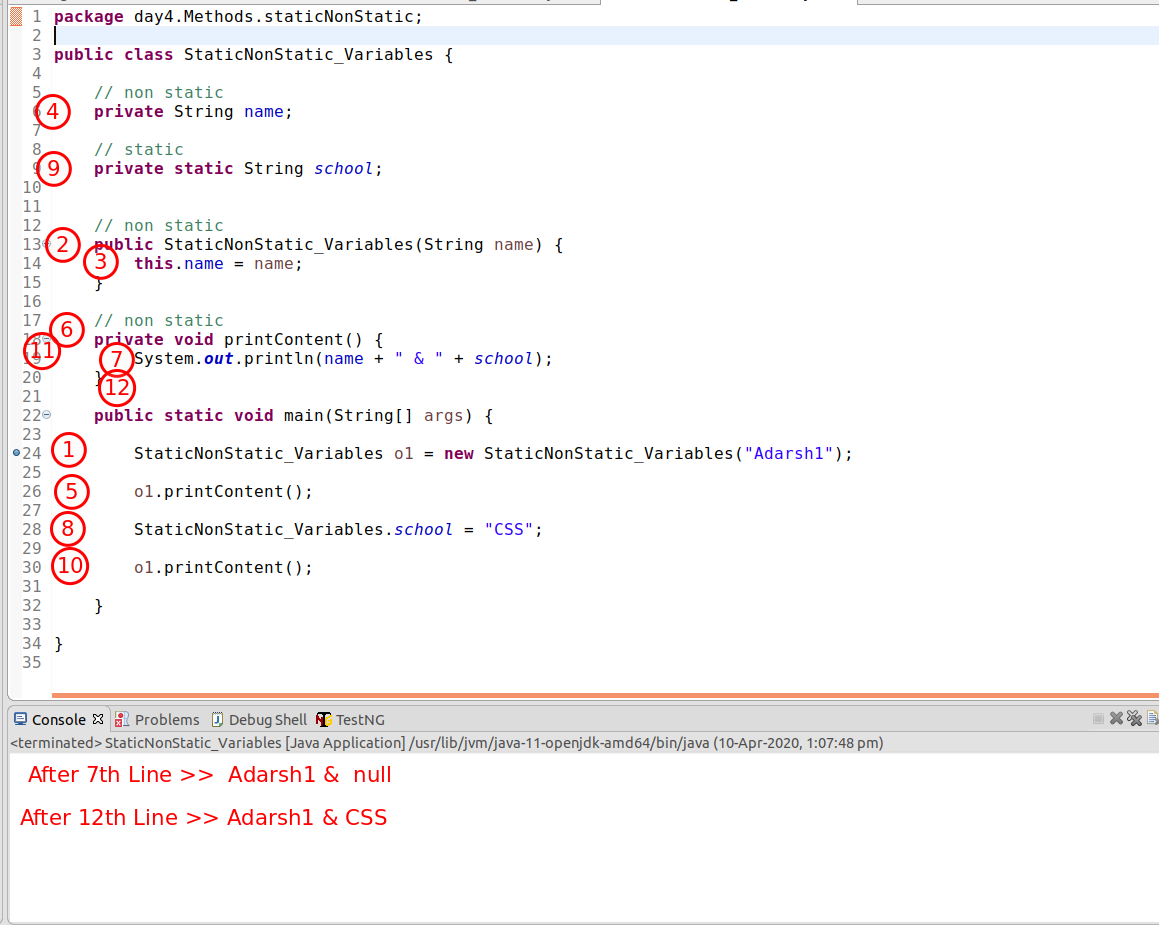 1 package day4.Methods.staticNonStatic;
2
3 public class StaticNonStatic_Variables {
4
5 // non static
4 private String name;
7
8 // static
9 private static String school;
10
11
12 // non static
13 2 public StaticNonStatic_Variables(String name) {
14 3 this.name = name;
15 }
16
17 // non static
6
18 private void printContent() {
11 7 System.out.println(name + " & " + school);
20 }
12
21
22 public static void main(String[] args) {
23
24 1 StaticNonStatic_Variables o1 = new StaticNonStatic_Variables("Adarsh1");
25
26 5 o1.printContent();
27
28 8 StaticNonStatic_Variables.school = "CSS";
29
30 10 o1.printContent();
31
32 }
33
34 }
35
Console Problems Debug Shell TestNG
<terminated> StaticNonStatic_Variables [Java Application] /usr/lib/jvm/java-11-openjdk-amd64/bin/java (10-Apr-2020, 1:07:48 pm)
After 7th Line >> Adarsh1 & null
After 12th Line >> Adarsh1 & CSS